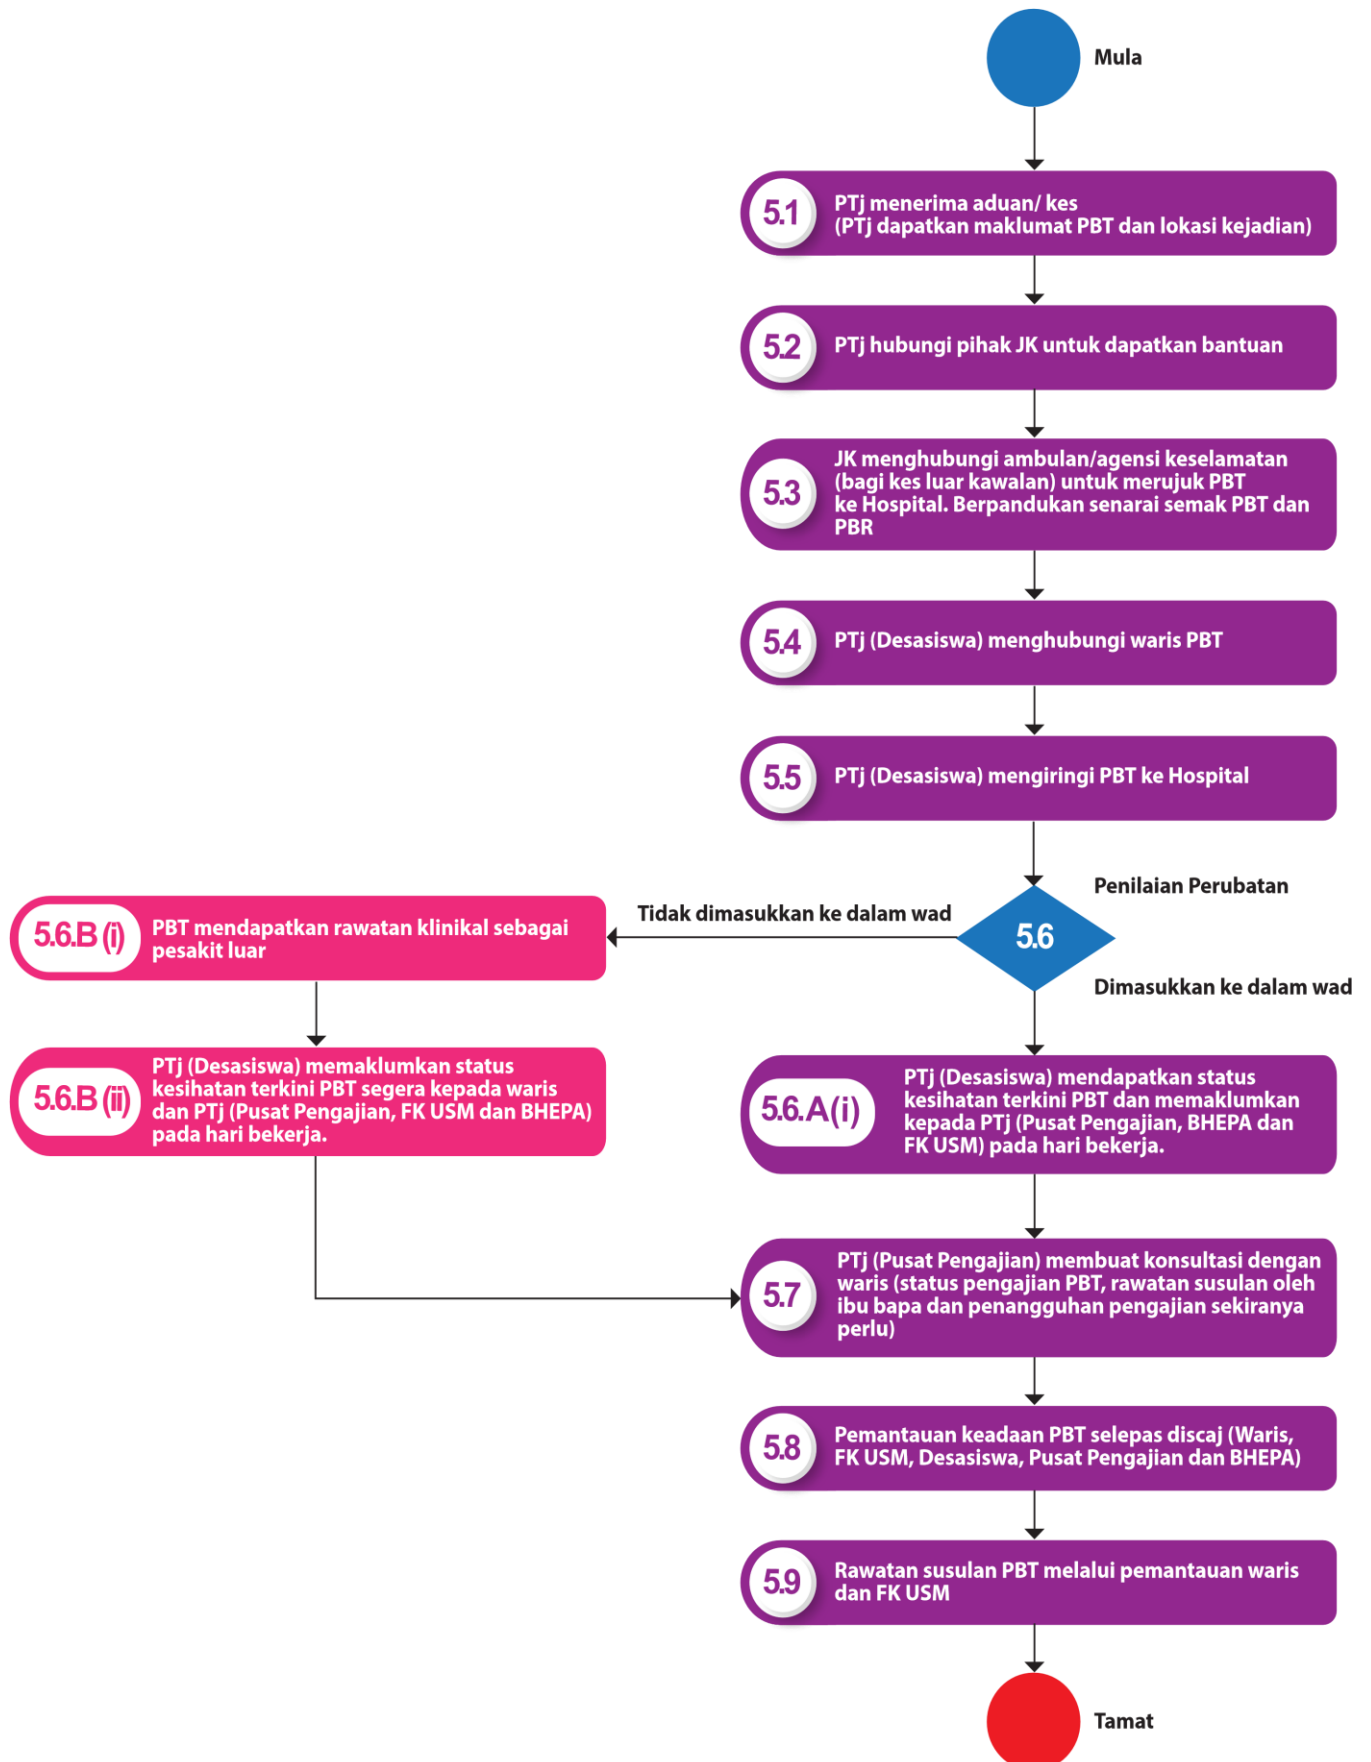 Mula
5.1
PTj menerima aduan/ kes
(PTj dapatkan maklumat PBT dan lokasi kejadian)
5.2
PTj hubungi pihak JK untuk dapatkan bantuan
5.3
JK menghubungi ambulan/agensi keselamatan
(bagi kes luar kawalan) untuk merujuk PBT
ke Hospital. Berpandukan senarai semak PBT dan
PBR
5.4
PTj (Desasiswa) menghubungi waris PBT
5.5
PTj (Desasiswa) mengiringi PBT ke Hospital
Penilaian Perubatan
5.6
Tidak dimasukkan ke dalam wad
Dimasukkan ke dalam wad
5.6.B (i)
PBT mendapatkan rawatan klinikal sebagai
pesakit luar
5.6.B (ii)
PTj (Desasiswa) memaklumkan status
kesihatan terkini PBT segera kepada waris
dan PTj (Pusat Pengajian, FK USM dan BHEPA)
pada hari bekerja.
5.6.A(i)
PTj (Desasiswa) mendapatkan status
kesihatan terkini PBT dan memaklumkan
kepada PTj (Pusat Pengajian, BHEPA dan
FK USM) pada hari bekerja.
5.7
PTj (Pusat Pengajian) membuat konsultasi dengan
waris (status pengajian PBT, rawatan susulan oleh
ibu bapa dan penangguhan pengajian sekiranya
perlu)
5.8
Pemantauan keadaan PBT selepas discaj (Waris,
FK USM, Desasiswa, Pusat Pengajian dan BHEPA)
5.9
Rawatan susulan PBT melalui pemantauan waris
dan FK USM
Tamat